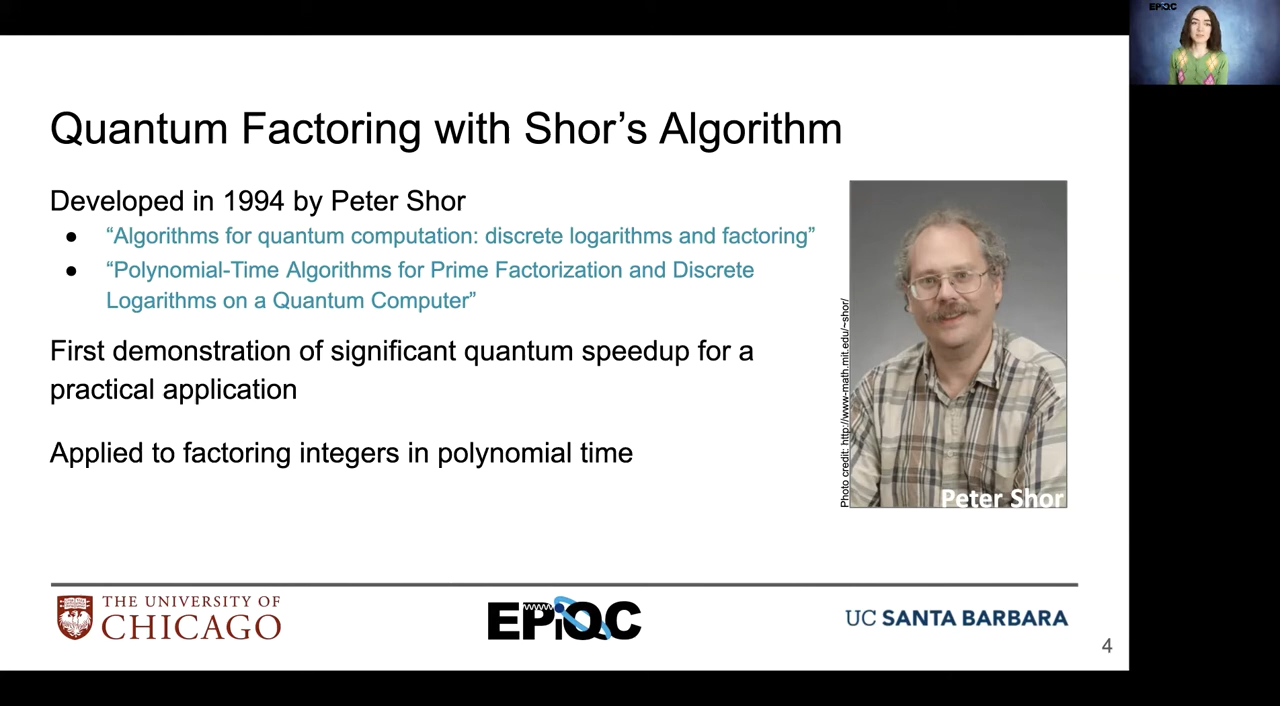 EPiQC
Quantum Factoring with Shor's Algorithm
Developed in 1994 by Peter Shor
● “Algorithms for quantum computation: discrete logarithms and factoring”
● “Polynomial-Time Algorithms for Prime Factorization and Discrete
Logarithms on a Quantum Computer”
First demonstration of significant quantum speedup for a
practical application
Applied to factoring integers in polynomial time
Photo credit: http://www-math.mit.edu/~shor/
Peter Shor
THE UNIVERSITY OF
CHICAGO
EPiQC
UC SANTA BARBARA
4